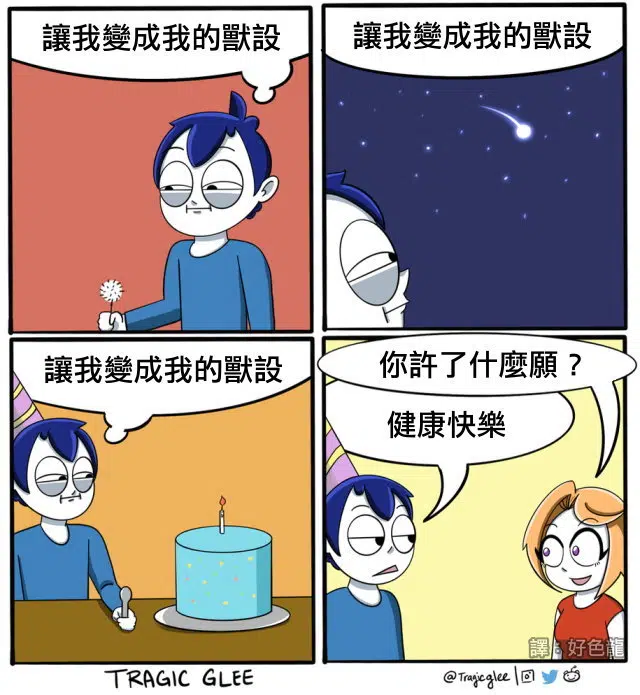 讓我變成我的獸設
讓我變成我的獸設
讓我變成我的獸設
你許了什麼願？
健康快樂
譯：好色龍
TRAGIC GLEE
@Tragicglee